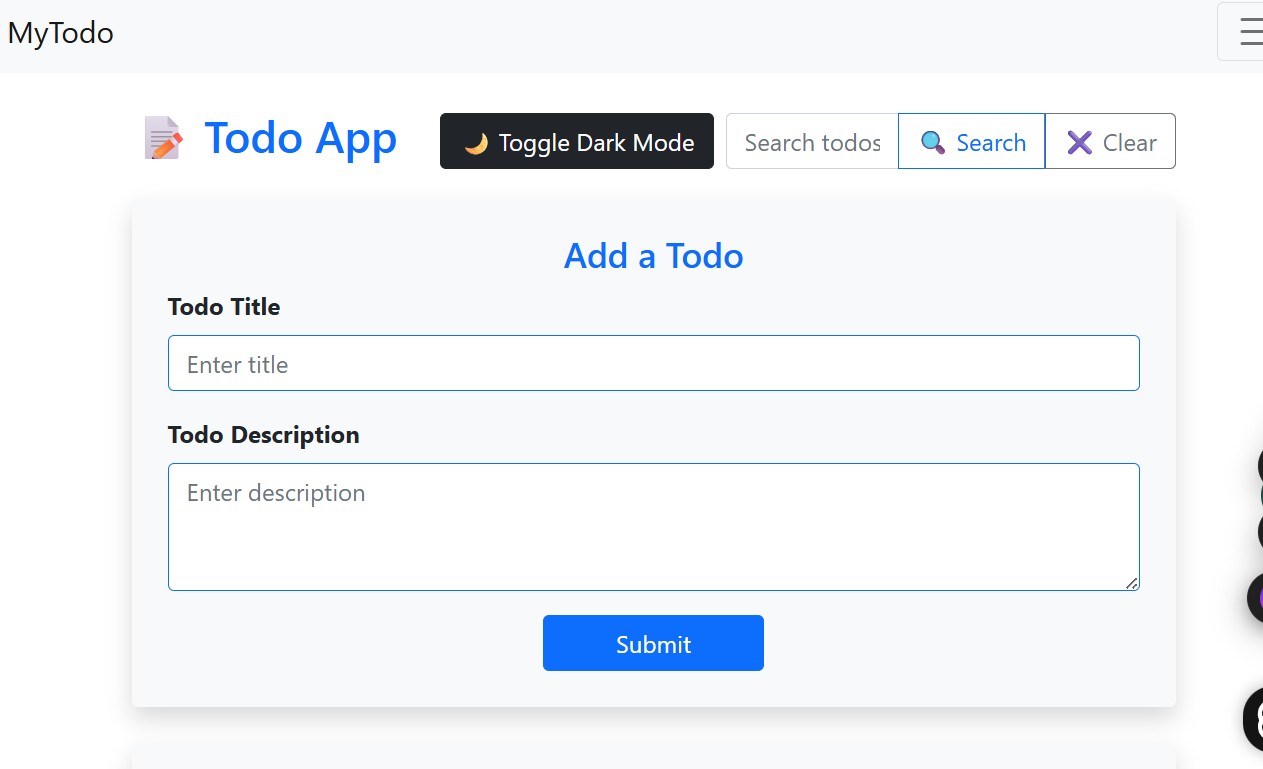 MyTodo
Todo App
Toggle Dark Mode
Search todos
Search
Clear
Add a Todo
Todo Title
Enter title
Todo Description
Enter description
Submit